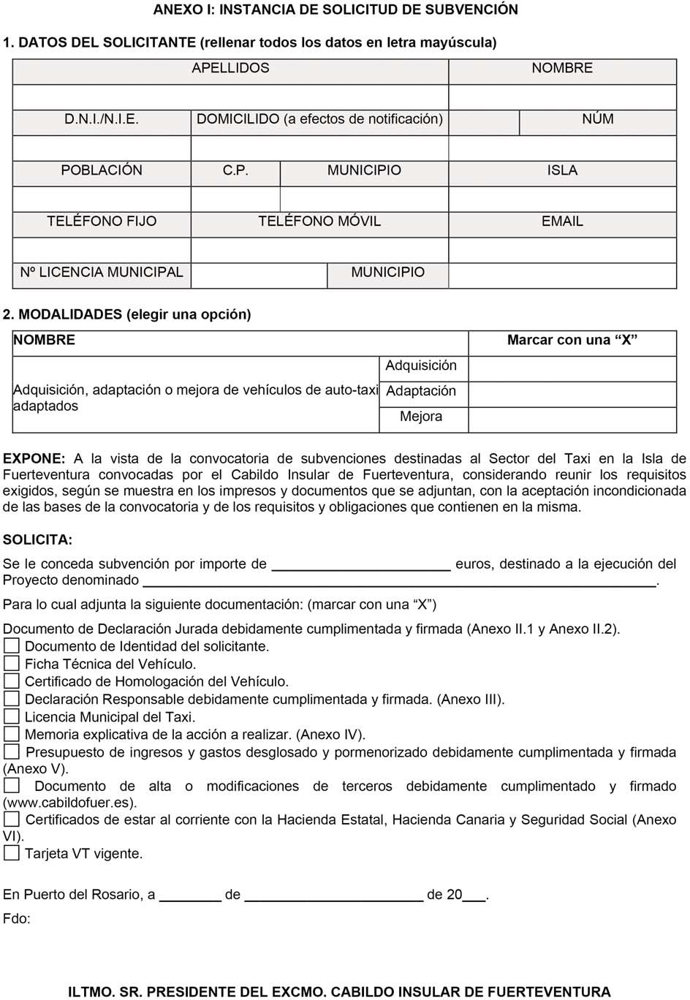 ANEXO I: INSTANCIA DE SOLICITUD DE SUBVENCIÓN
1. DATOS DEL SOLICITANTE (rellenar todos los datos en letra mayúscula)
APELLIDOS NOMBRE
D.N.I./N.I.E. DOMICILIDO (a efectos de notificación) NÚM
POBLACIÓN C.P. MUNICIPIO ISLA
TELÉFONO FIJO TELÉFONO MÓVIL EMAIL
Nº LICENCIA MUNICIPAL MUNICIPIO
2. MODALIDADES (elegir una opción)
NOMBRE Marcar con una “X”
Adquisición, adaptación o mejora de vehículos de auto-taxi
adaptados
Adquisición
Adaptación
Mejora
EXPONE: A la vista de la convocatoria de subvenciones destinadas al Sector del Taxi en la Isla de
Fuerteventura convocadas por el Cabildo Insular de Fuerteventura, considerando reunir los requisitos
exigidos, según se muestra en los impresos y documentos que se adjuntan, con la aceptación incondicionada
de las bases de la convocatoria y de los requisitos y obligaciones que contienen en la misma.
SOLICITA:
Se le conceda subvención por importe de _______________________ euros, destinado a la ejecución del
Proyecto denominado __________________________________________________________________.
Para lo cual adjunta la siguiente documentación: (marcar con una “X”)
Documento de Declaración Jurada debidamente cumplimentada y firmada (Anexo II.1 y Anexo II.2).
Documento de Identidad del solicitante.
Ficha Técnica del Vehículo.
Certificado de Homologación del Vehículo.
Declaración Responsable debidamente cumplimentada y firmada. (Anexo III).
Licencia Municipal del Taxi.
Memoria explicativa de la acción a realizar. (Anexo IV).
Presupuesto de ingresos y gastos desglosado y pormenorizado debidamente cumplimentada y firmada
(Anexo V).
Documento de alta o modificaciones de terceros debidamente cumplimentado y firmado
(www.cabildofuer.es).
Certificados de estar al corriente con la Hacienda Estatal, Hacienda Canaria y Seguridad Social (Anexo
VI).
Tarjeta VT vigente.
En Puerto del Rosario, a ________ de _______________________ de 20___.
Fdo:
ILTMO. SR. PRESIDENTE DEL EXCMO. CABILDO INSULAR DE FUERTEVENTURA